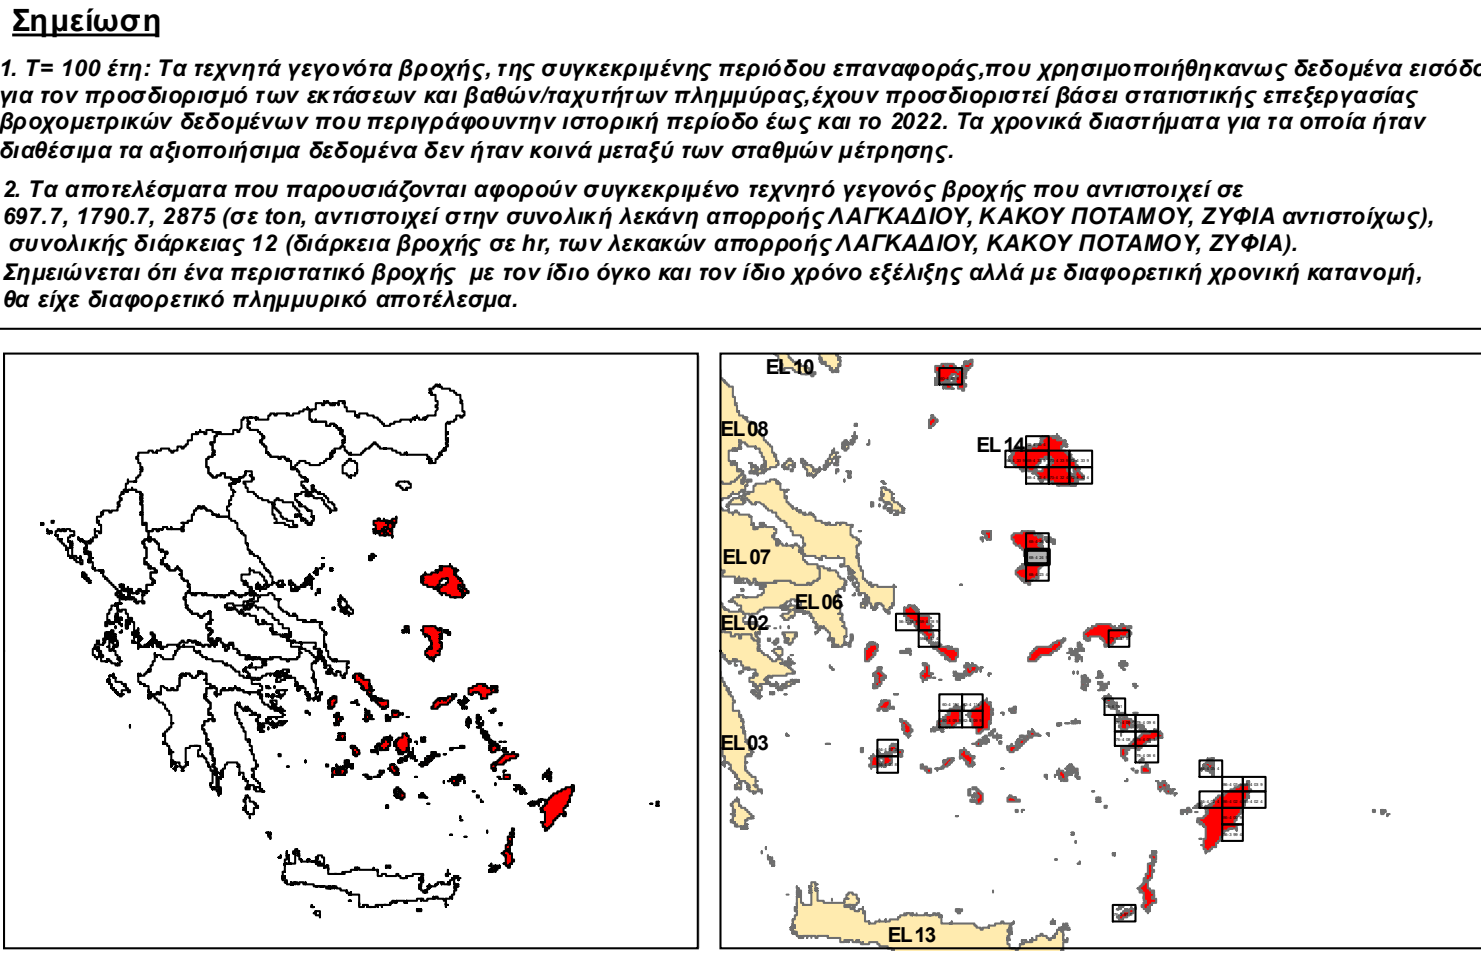 Σημείωση
1. Τ= 100 έτη: Τα τεχνητά γεγονότα βροχής, της συγκεκριμένης περιόδου επαναφοράς,που χρησιμοποιήθηκανως δεδομένα εισόδο
για τον προσδιορισμό των εκτάσεων και βαθών/ταχυτήτων πλημμύρας,έχουν προσδιοριστεί βάσει στατιστικής επεξεργασίας
βροχομετρικών δεδομένων που περιγράφουντην ιστορική περίοδο έως και το 2022. Τα χρονικά διαστήματα για τα οποία ήταν
διαθέσιμα τα αξιοποιήσιμα δεδομένα δεν ήταν κοινά μεταξύ των σταθμών μέτρησης.
2. Τα αποτελέσματα που παρουσιάζονται αφορούν συγκεκριμένο τεχνητό γεγονός βροχής που αντιστοιχεί σε
697.7, 1790.7, 2875 (σε ton, αντιστοιχεί στην συνολική λεκάνη απορροής ΛΑΓΚΑΔΙΟΥ, ΚΑΚΟΥ ΠΟΤΑΜΟΥ, ΖΥΦΙΑ αντιστοίχως),
συνολικής διάρκειας 12 (διάρκεια βροχής σε hr, των λεκακών απορροής ΛΑΓΚΑΔΙΟΥ, ΚΑΚΟΥ ΠΟΤΑΜΟΥ, ΖΥΦΙΑ).
Σημειώνεται ότι ένα περιστατικό βροχής με τον ίδιο όγκο και τον ίδιο χρόνο εξέλιξης αλλά με διαφορετική χρονική κατανομή,
θα είχε διαφορετικό πλημμυρικό αποτέλεσμα.
EL10
EL08
EL14
EL07
EL06
EL02
EL03
EL13